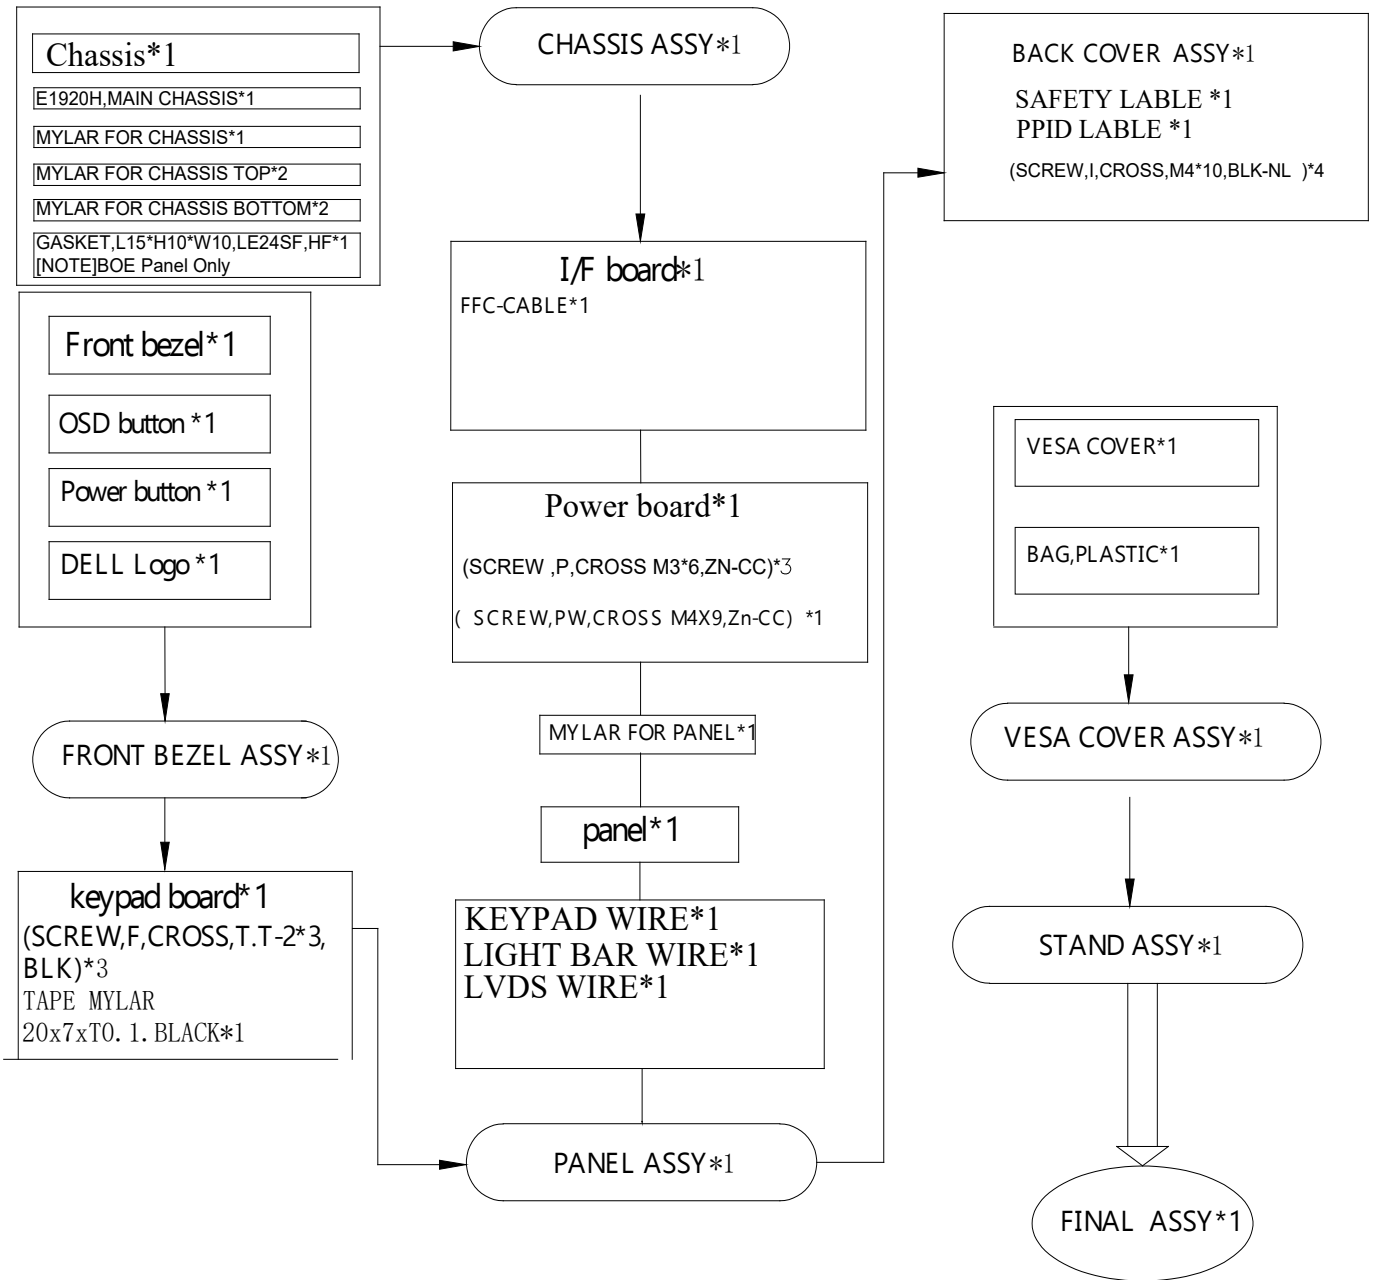 Chassis*1
E1920H,MAIN CHASSIS*1
MYLAR FOR CHASSIS*1
MYLAR FOR CHASSIS TOP*2
MYLAR FOR CHASSIS BOTTOM*2
GASKET,L15*H10*W10,LE24SF,HF*1
[NOTE]BOE Panel Only
Front bezel*1
OSD button *1
Power button *1
DELL Logo *1
FRONT BEZEL ASSY*1
keypad board*1
(SCREW,F,CROSS,T.T-2*3,
BLK)*3
TAPE MYLAR
20x7xT0.1.BLACK*1
CHASSIS ASSY*1
I/F board*1
FFC-CABLE*1
Power board*1
(SCREW ,P,CROSS M3*6,ZN-CC)*3
( SCREW,PW,CROSS M4X9,Zn-CC) *1
MYLAR FOR PANEL*1
panel*1
KEYPAD WIRE*1
LIGHT BAR WIRE*1
LVDS WIRE*1
PANEL ASSY*1
BACK COVER ASSY*1
SAFETY LABLE *1
PPID LABLE *1
(SCREW,I,CROSS,M4*10,BLK-NL )*4
VESA COVER*1
BAG,PLASTIC*1
VESA COVER ASSY*1
STAND ASSY*1
FINAL ASSY*1